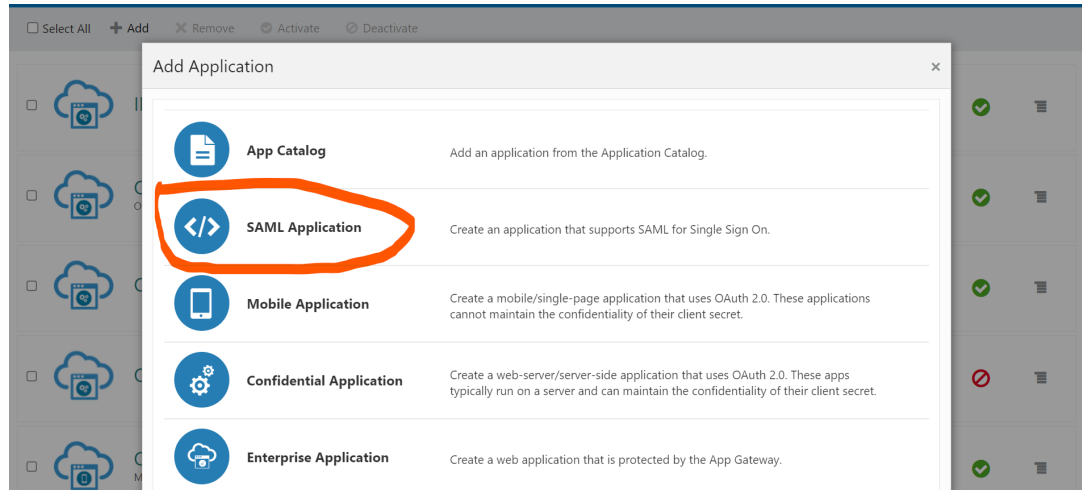 Select All Add Remove Activate Deactivate
Add Application
App Catalog Add an application from the Application Catalog.
SAML Application Create an application that supports SAML for Single Sign On.
Mobile Application Create a mobile/single-page application that uses OAuth 2.0. These applications
cannot maintain the confidentiality of their client secret.
Confidential Application Create a web-server/server-side application that uses OAuth 2.0. These apps
typically run on a server and can maintain the confidentiality of their client secret.
Enterprise Application Create a web application that is protected by the App Gateway.